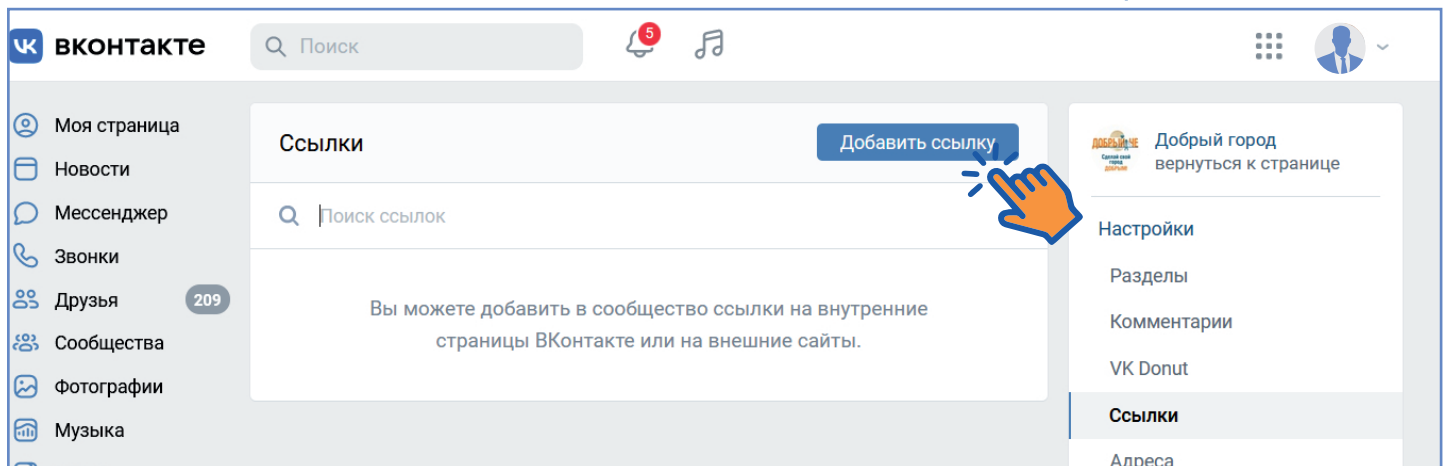 вконтакте
Поиск
5
Моя страница
Новости
Мессенджер
Звонки
Друзья 209
Сообщества
Фотографии
Музыка
Ссылки
Добавить ссылку
Поиск ссылок
Вы можете добавить в сообщество ссылки на внутренние
страницы ВКонтакте или на внешние сайты.
Добрый город
вернуться к странице
Настройки
Разделы
Комментарии
VK Donut
Ссылки
Адреса